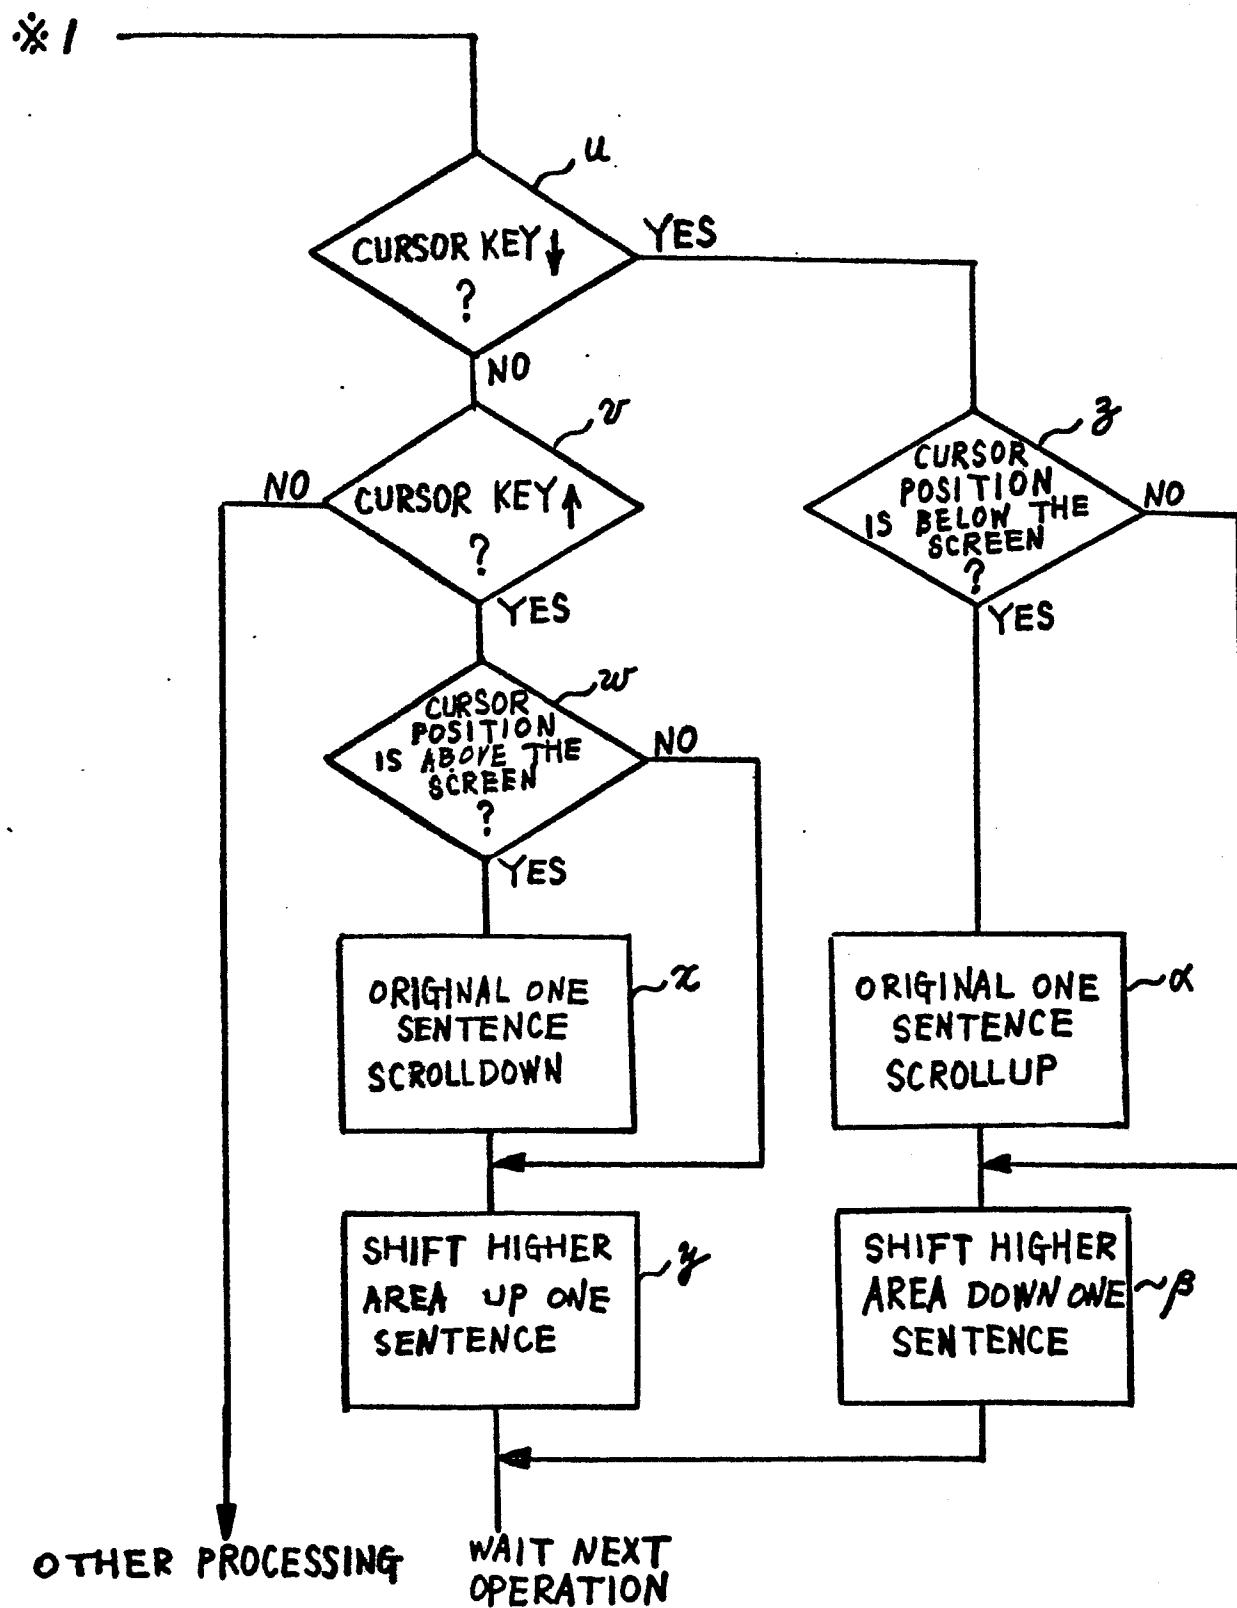 ※1
u
CURSOR KEY↓
?
YES
NO
v
CURSOR KEY↑
?
NO
YES
z
CURSOR
POSITION
IS BELOW THE
SCREEN
?
NO
YES
w
CURSOR
POSITION
IS ABOVE THE
SCREEN
?
NO
YES
ORIGINAL ONE
SENTENCE
SCROLLDOWN
x
ORIGINAL ONE
SENTENCE
SCROLLUP
α
SHIFT HIGHER
AREA UP ONE
SENTENCE
y
SHIFT HIGHER
AREA DOWN ONE
SENTENCE
β
OTHER PROCESSING
WAIT NEXT
OPERATION